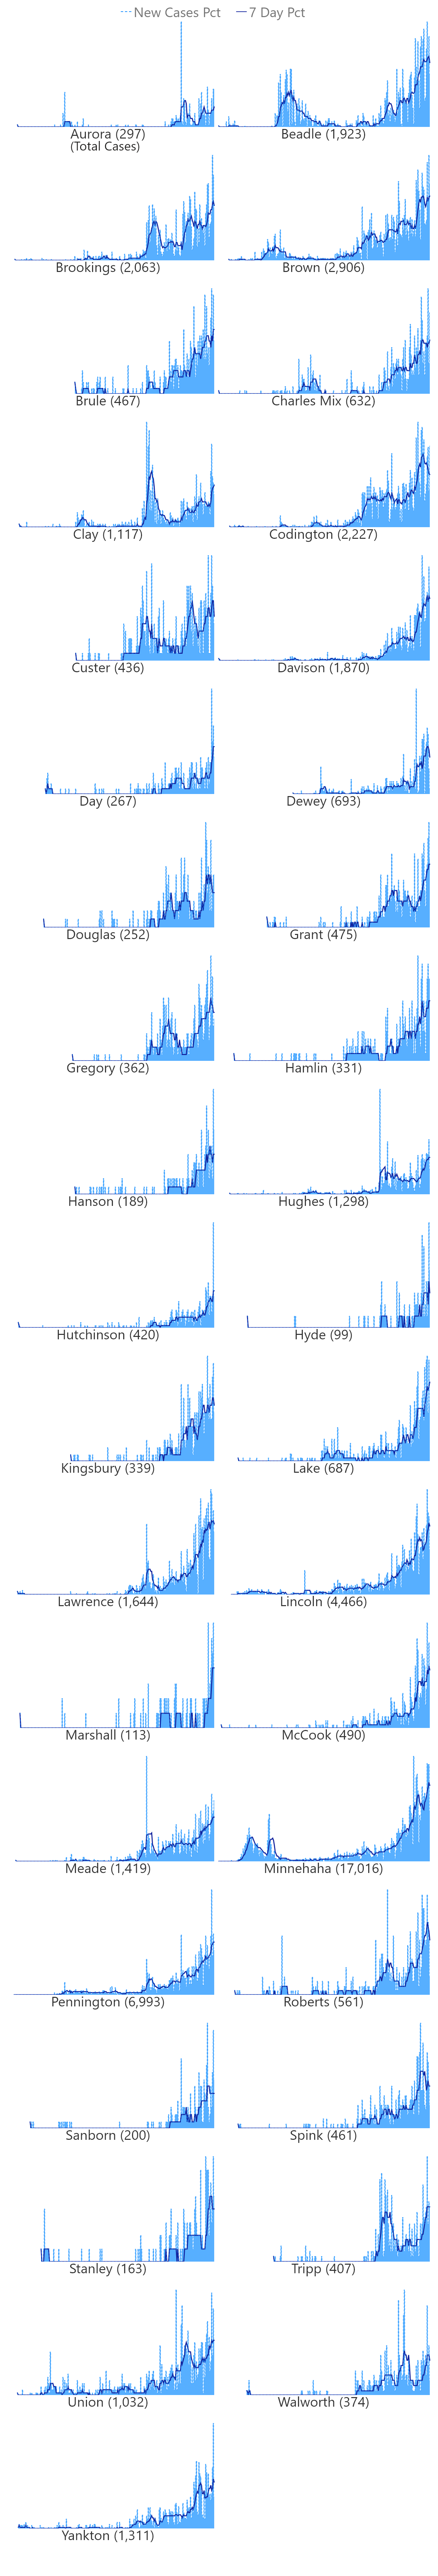 New Cases Pct 7 Day Pct
Aurora (297) Beadle (1,923)
(Total Cases)
Brookings (2,063) Brown (2,906)
Brule (467) Charles Mix (632)
Clay (1,117) Codington (2,227)
Custer (436) Davison (1,870)
Day (267) Dewey (693)
Douglas (252) Grant (475)
Gregory (362) Hamlin (331)
Hanson (189) Hughes (1,298)
Hutchinson (420) Hyde (99)
Kingsbury (339) Lake (687)
Lawrence (1,644) Lincoln (4,466)
Marshall (113) McCook (490)
Meade (1,419) Minnehaha (17,016)
Pennington (6,993) Roberts (561)
Sanborn (200) Spink (461)
Stanley (163) Tripp (407)
Union (1,032) Walworth (374)
Yankton (1,311)